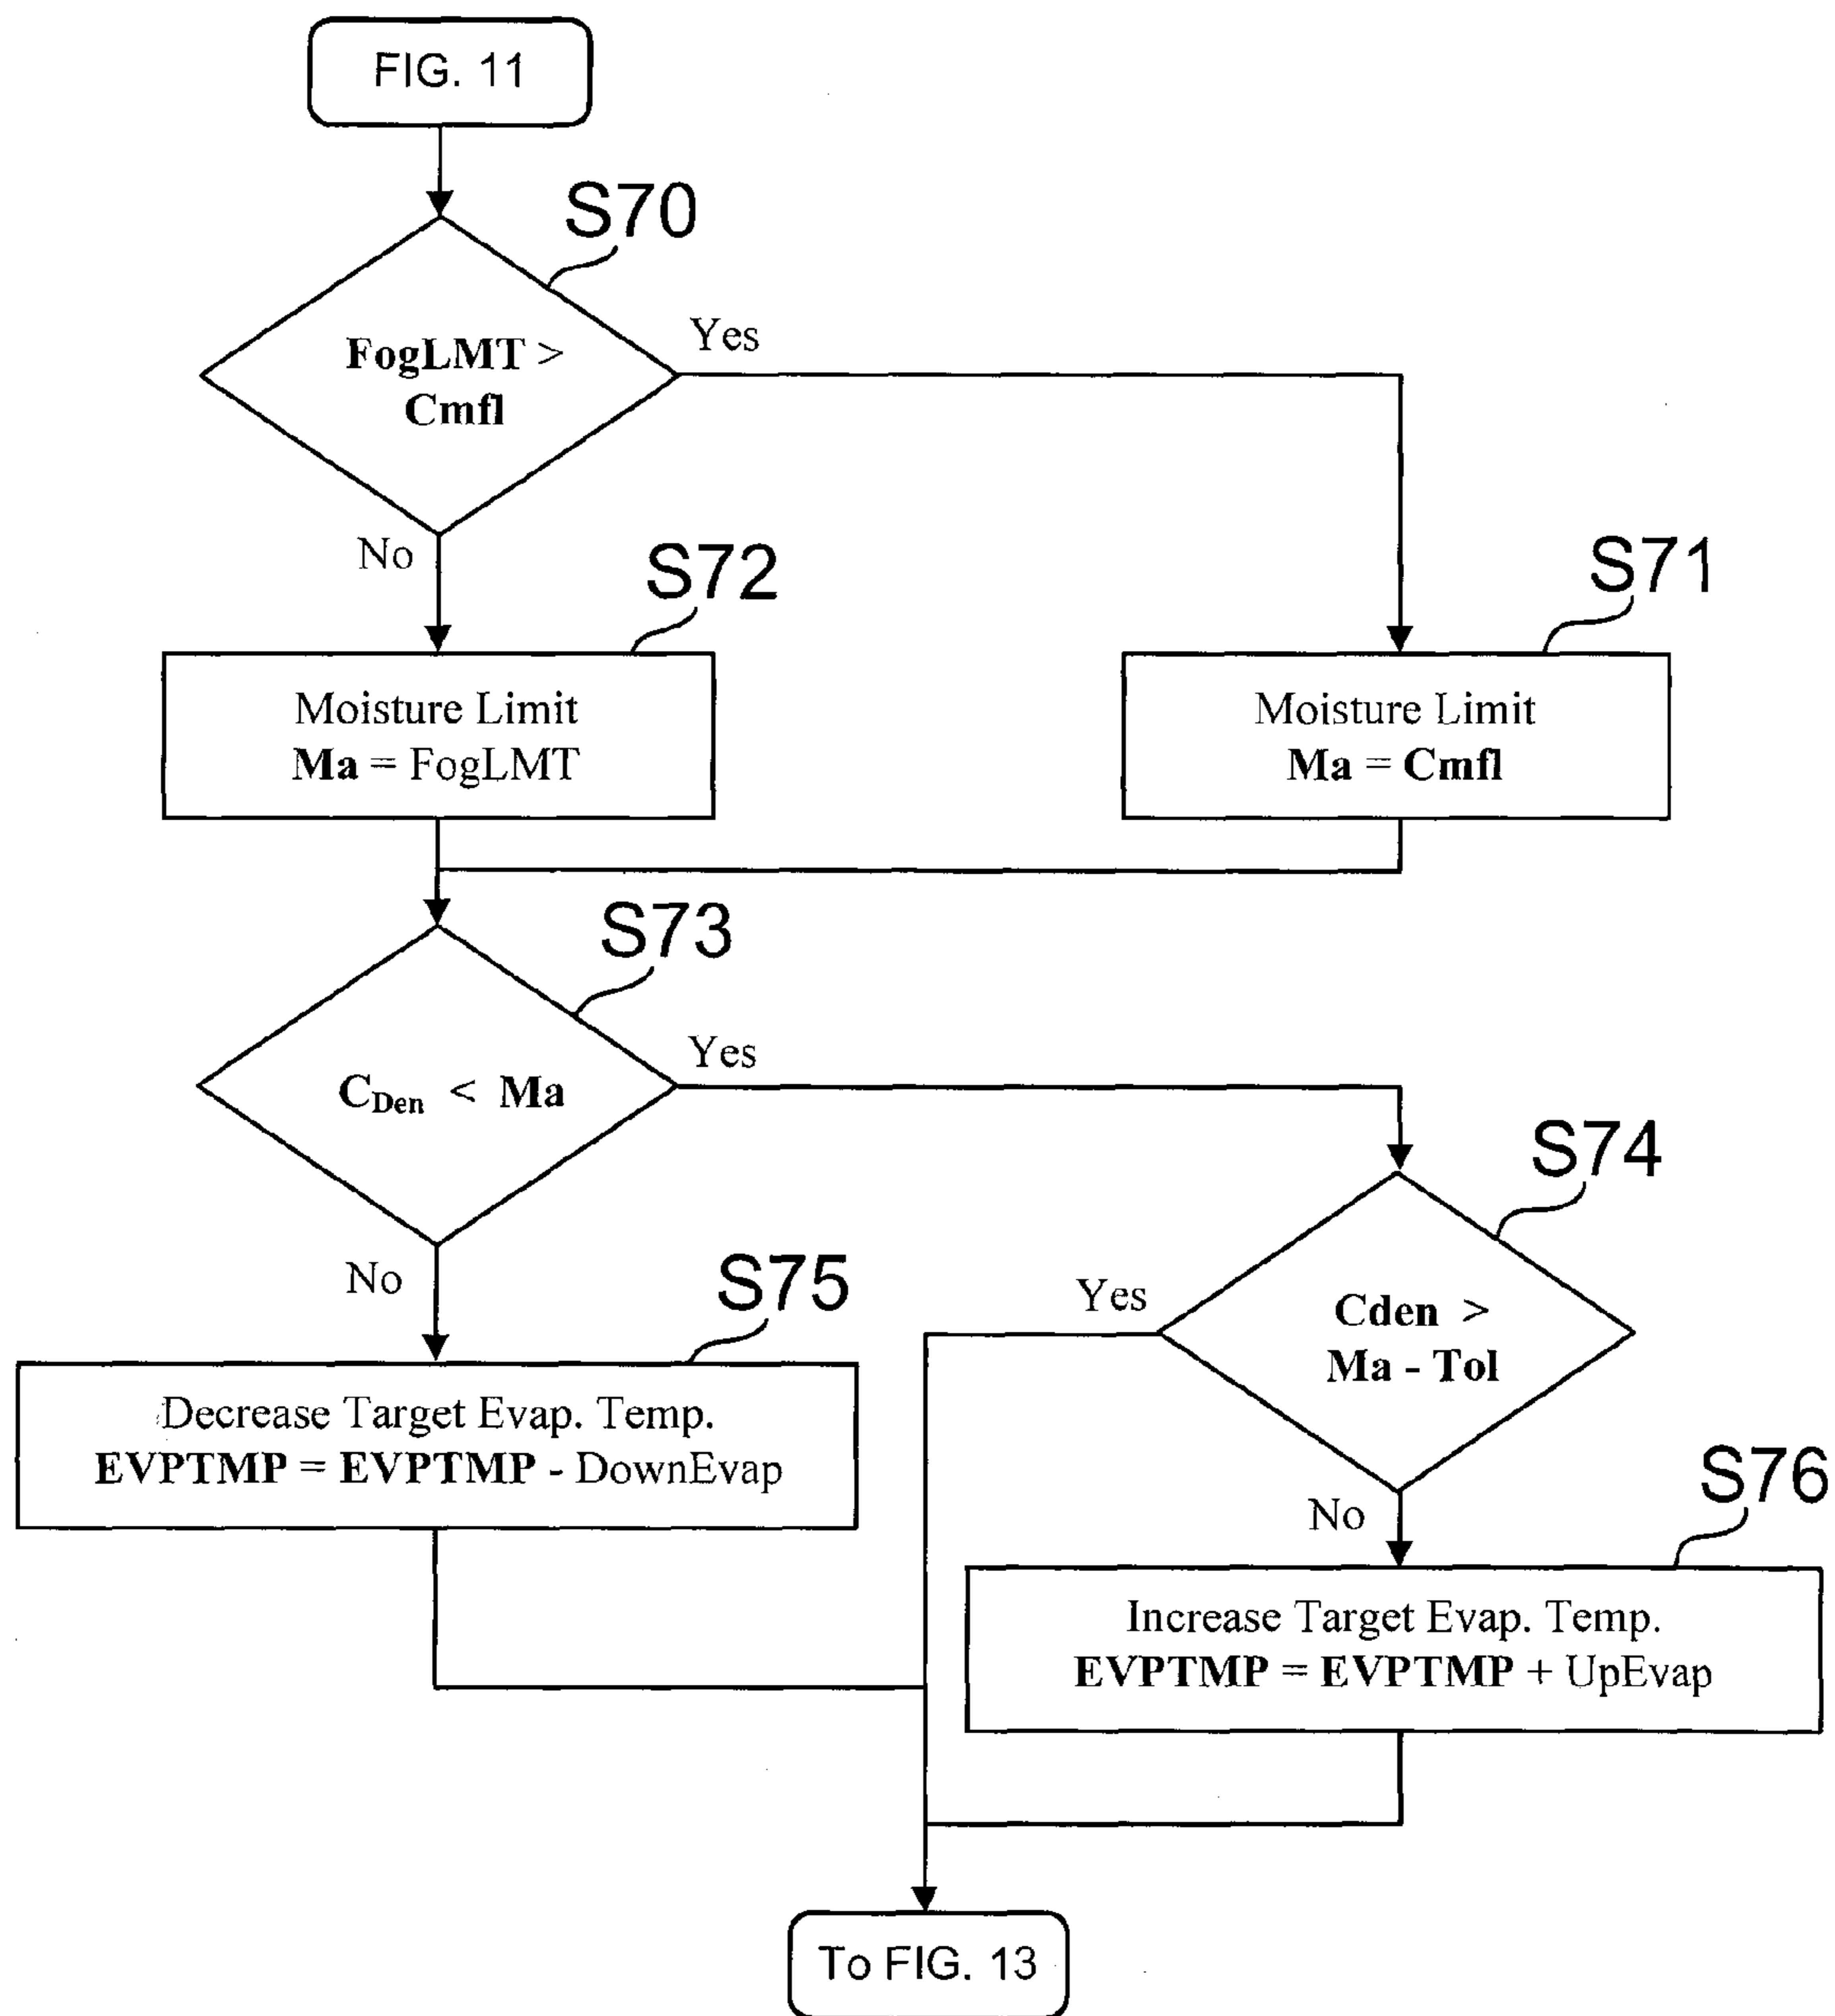 FIG. 11
S70
FogLMT >
Cmfl
Yes
No
S72
S71
Moisture Limit
Ma = FogLMT
Moisture Limit
Ma = Cmfl
S73
C_Den < Ma
Yes
No
S74
S75
Yes
Cden >
Ma - Tol
Decrease Target Evap. Temp.
EVPTMP = EVPTMP - DownEvap
No
S76
Increase Target Evap. Temp.
EVPTMP = EVPTMP + UpEvap
To FIG. 13